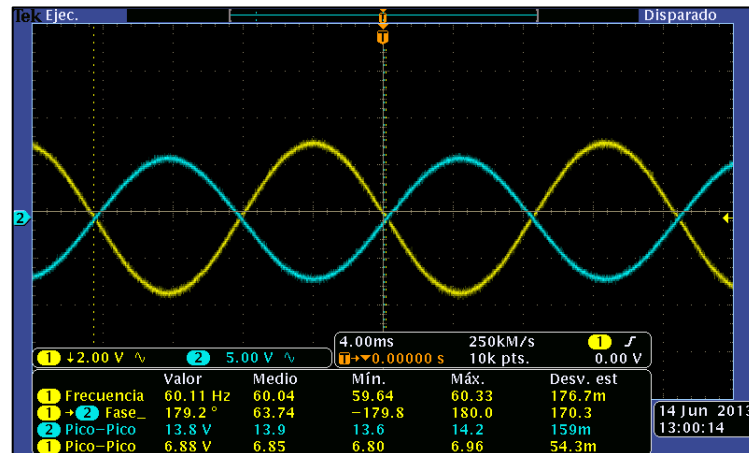 Tek Ejec. Disparado
T
T
2
1 ↓2.00 V ∿ 2 5.00 V ∿
4.00ms 250kM/s 1 ƒ
T→▼0.00000 s 10k pts. 0.00 V
Valor Medio Mín. Máx. Desv. est
1 Frecuencia 60.11 Hz 60.04 59.64 60.33 176.7m
1 →2 Fase_ 179.2 ° 63.74 −179.8 180.0 170.3
2 Pico−Pico 13.8 V 13.9 13.6 14.2 159m
1 Pico−Pico 6.88 V 6.85 6.80 6.96 54.3m
14 Jun 2013
13:00:14